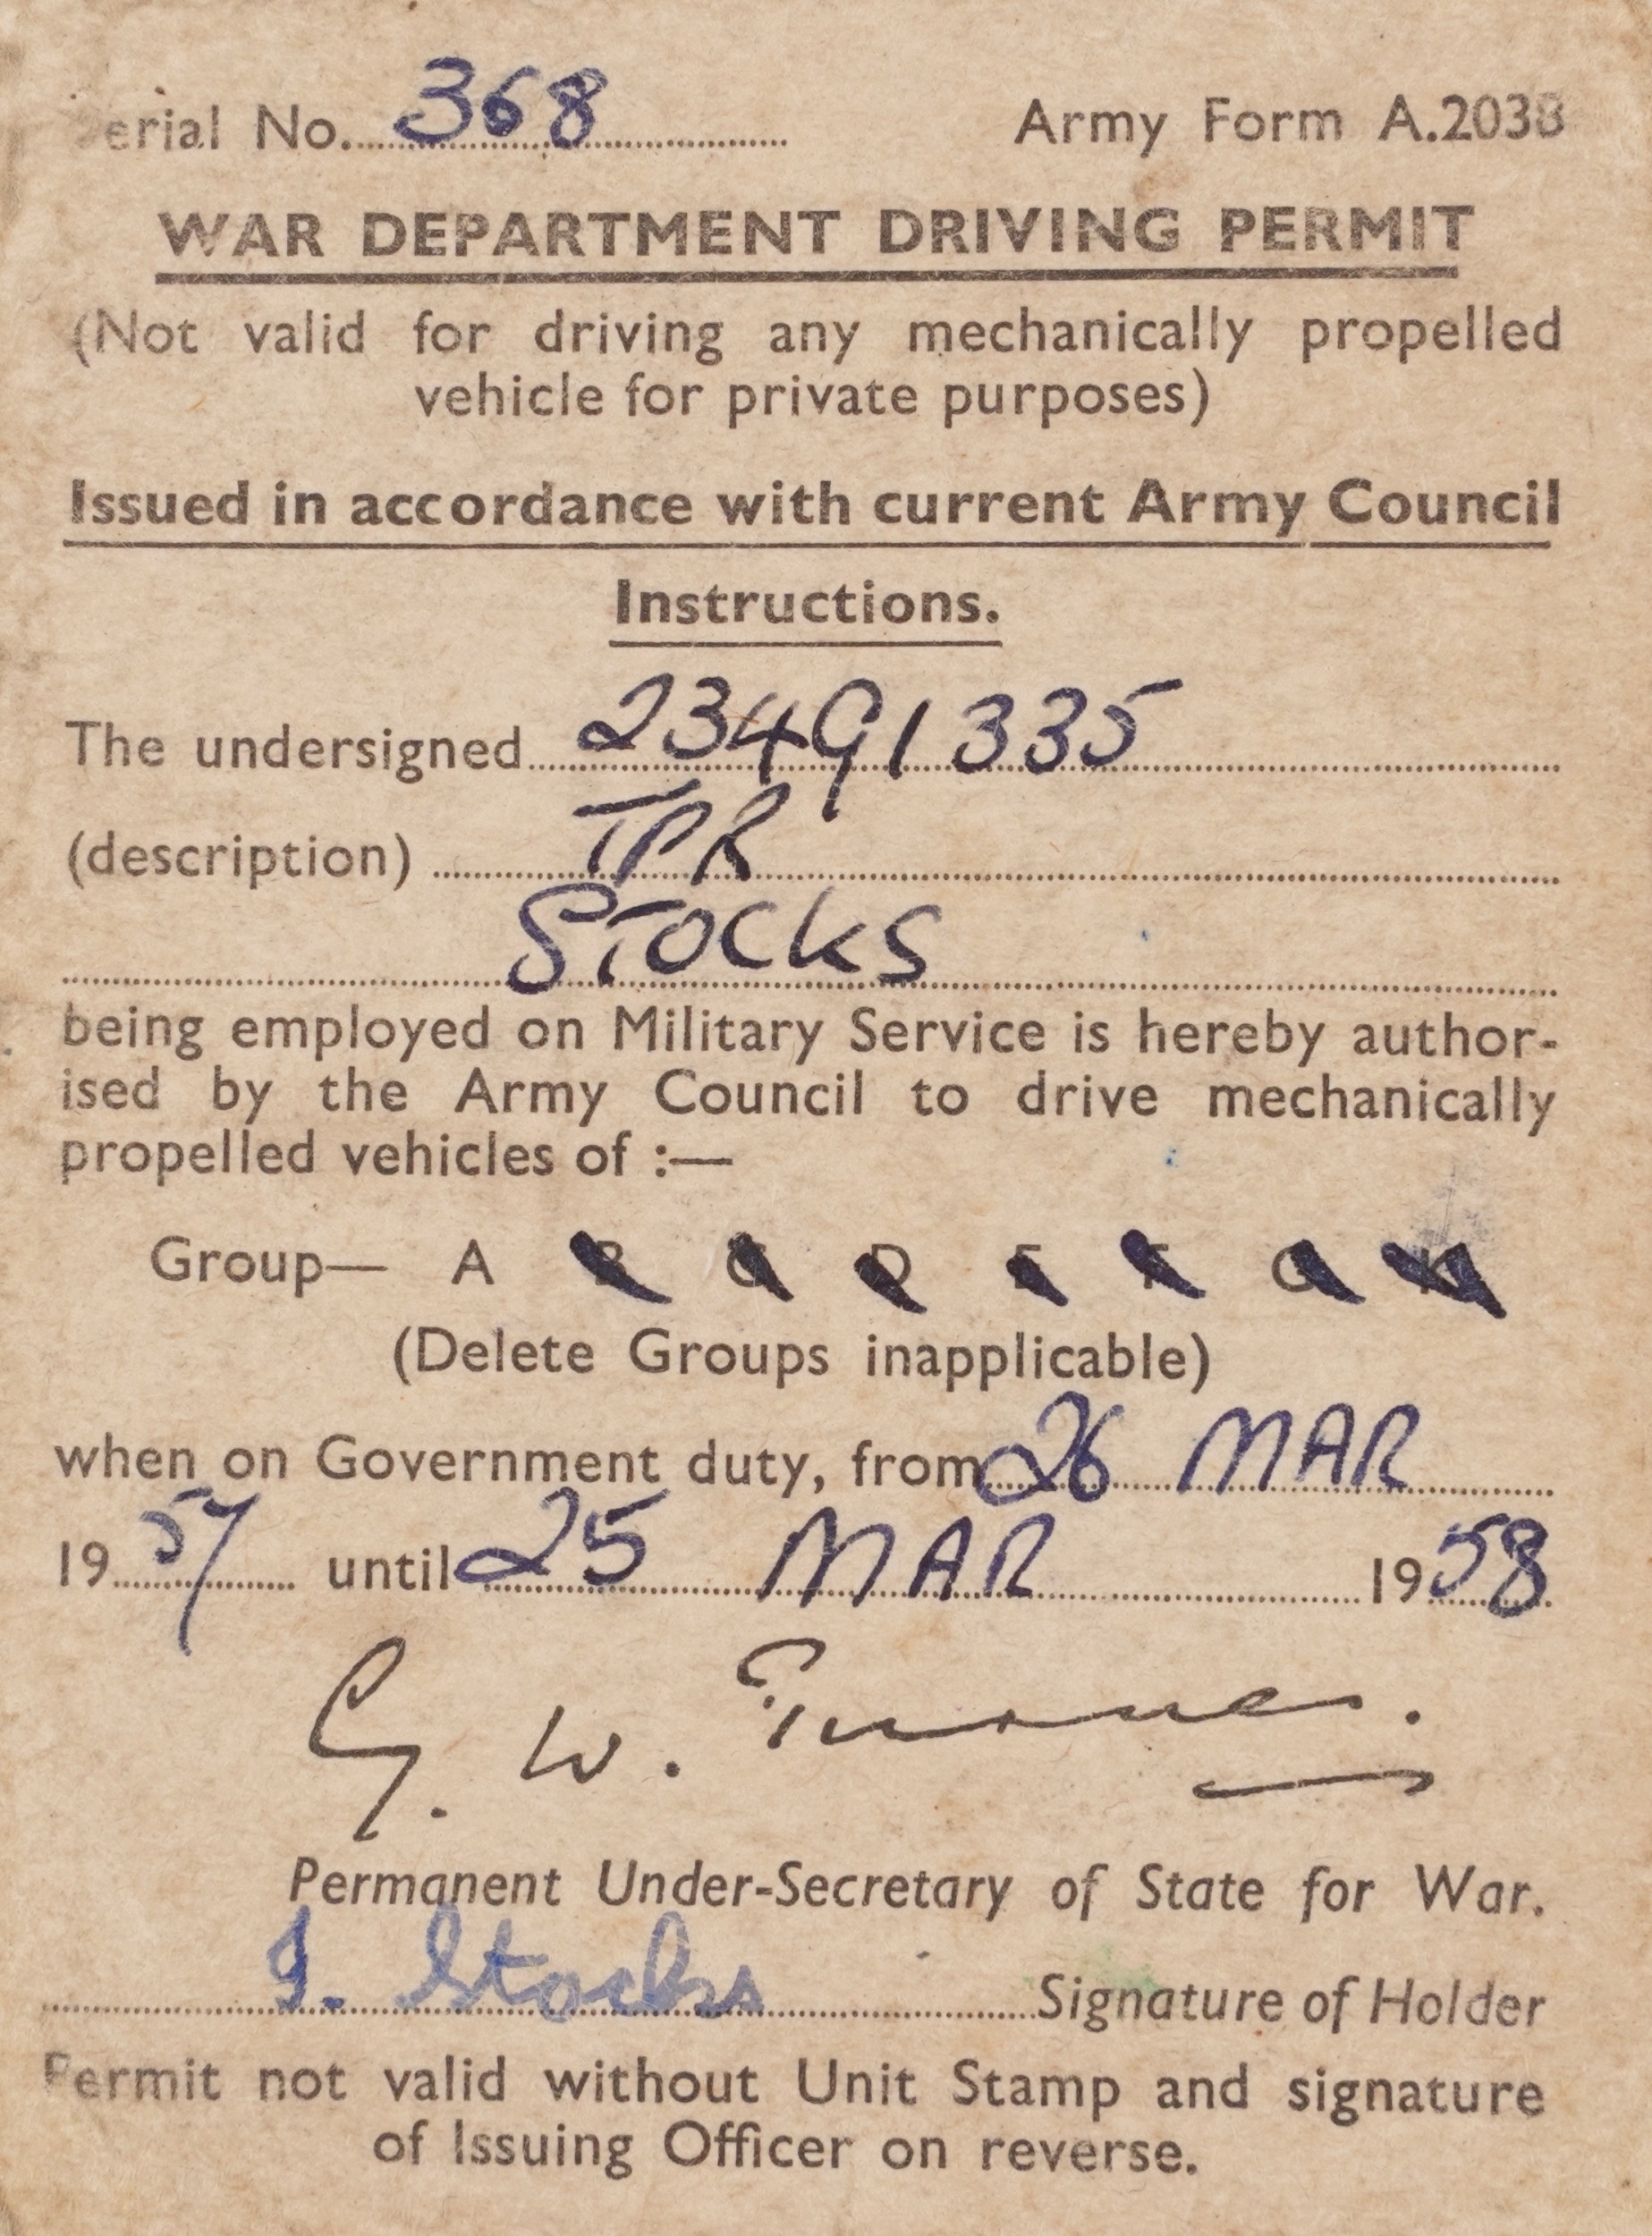 Serial No. 368 Army Form A.2038
WAR DEPARTMENT DRIVING PERMIT
(Not valid for driving any mechanically propelled
vehicle for private purposes)
Issued in accordance with current Army Council
Instructions.
The undersigned 23491335
(description) TPR
STOCKS
being employed on Military Service is hereby author-
ised by the Army Council to drive mechanically
propelled vehicles of :—
Group— A B C D E F G K
(Delete Groups inapplicable)
when on Government duty, from 26 MAR
1957 until 25 MAR 1958
G. W.
Permanent Under-Secretary of State for War.
J. Stocks Signature of Holder
Permit not valid without Unit Stamp and signature
of Issuing Officer on reverse.